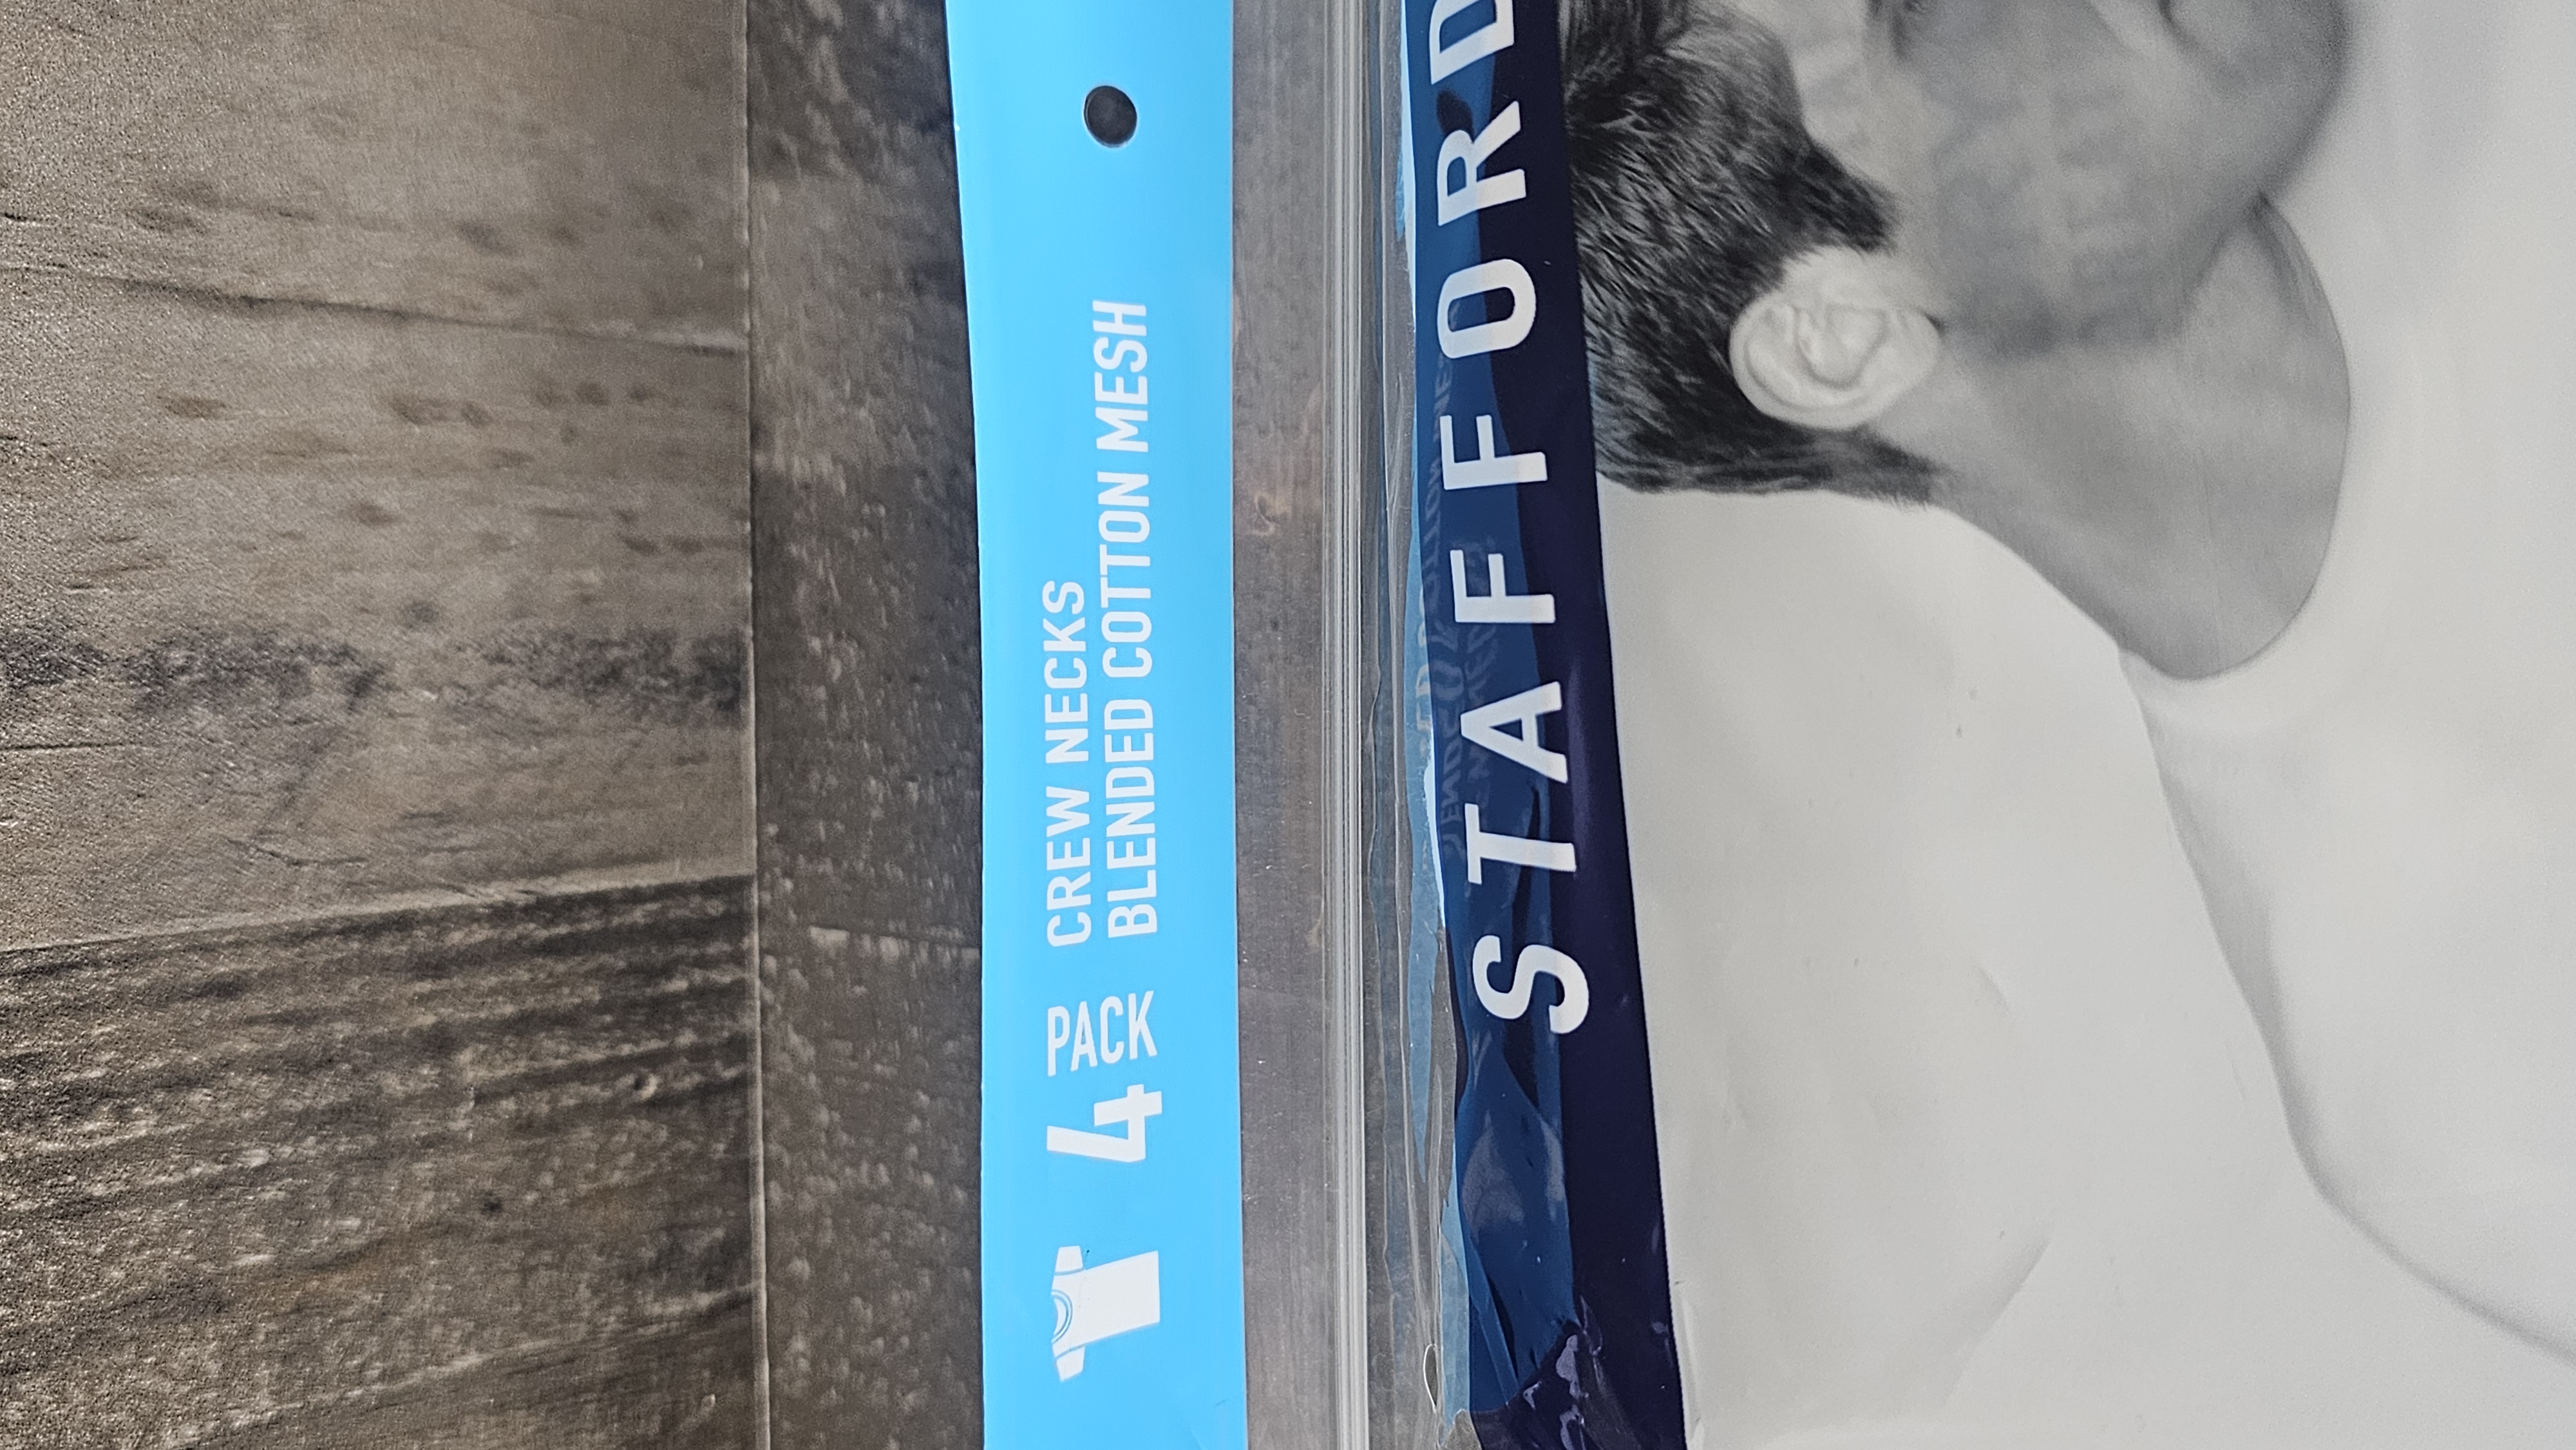 4 PACK
CREW NECKS
BLENDED COTTON MESH
STAFFORD